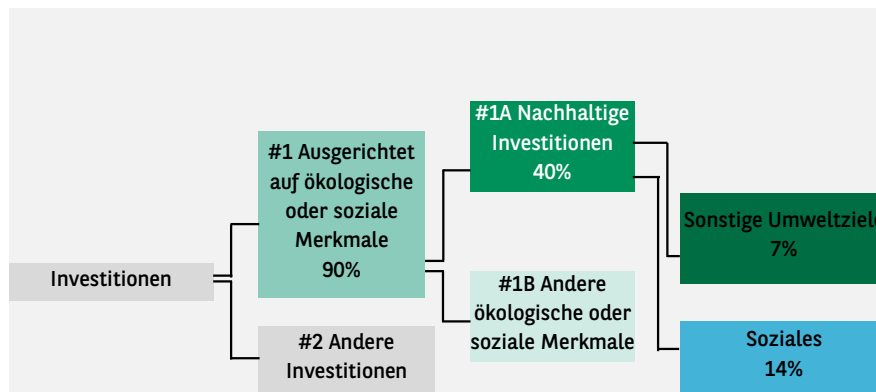 Investitionen
#1 Ausgerichtet
auf ökologische
oder soziale
Merkmale
90%
#2 Andere
Investitionen
#1A Nachhaltige
Investitionen
40%
#1B Andere
ökologische oder
soziale Merkmale
Sonstige Umweltziele
7%
Soziales
14%